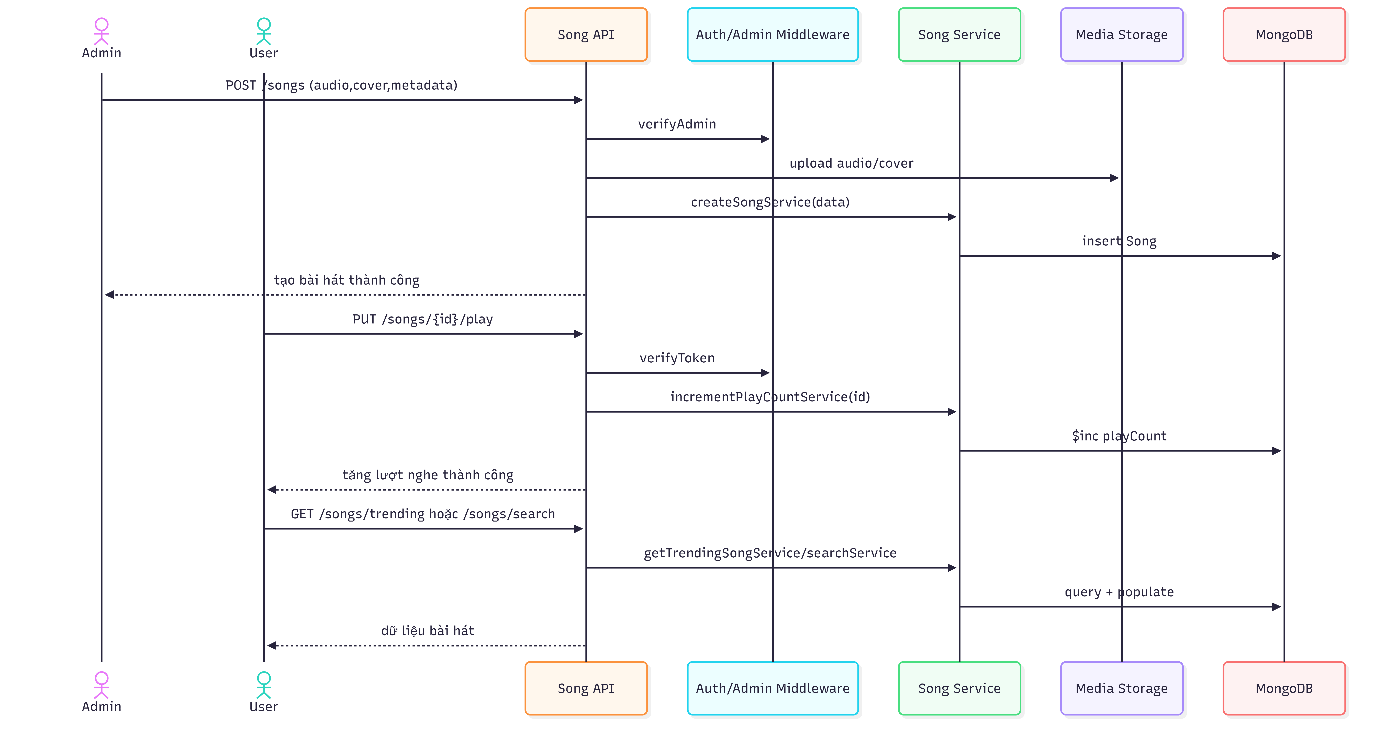 Admin
User
Song API
Auth/Admin Middleware
Song Service
Media Storage
MongoDB
POST /songs (audio,cover,metadata)
verifyAdmin
upload audio/cover
createSongService(data)
insert Song
tạo bài hát thành công
PUT /songs/{id}/play
verifyToken
incrementPlayCountService(id)
$inc playCount
tăng lượt nghe thành công
GET /songs/trending hoặc /songs/search
getTrendingSongService/searchService
query + populate
dữ liệu bài hát
Admin
User
Song API
Auth/Admin Middleware
Song Service
Media Storage
MongoDB